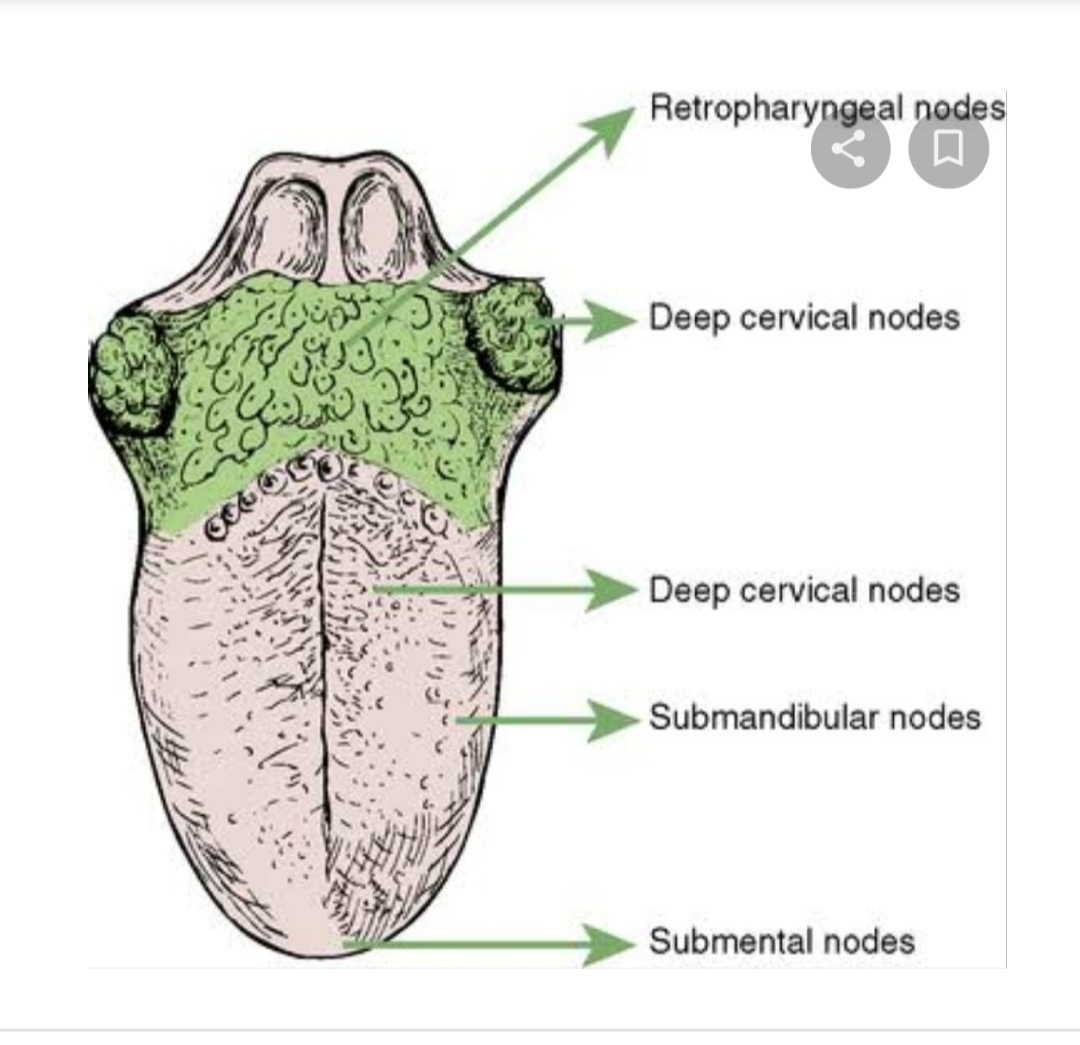 Retropharyngeal nodes
Deep cervical nodes
Deep cervical nodes
Submandibular nodes
Submental nodes